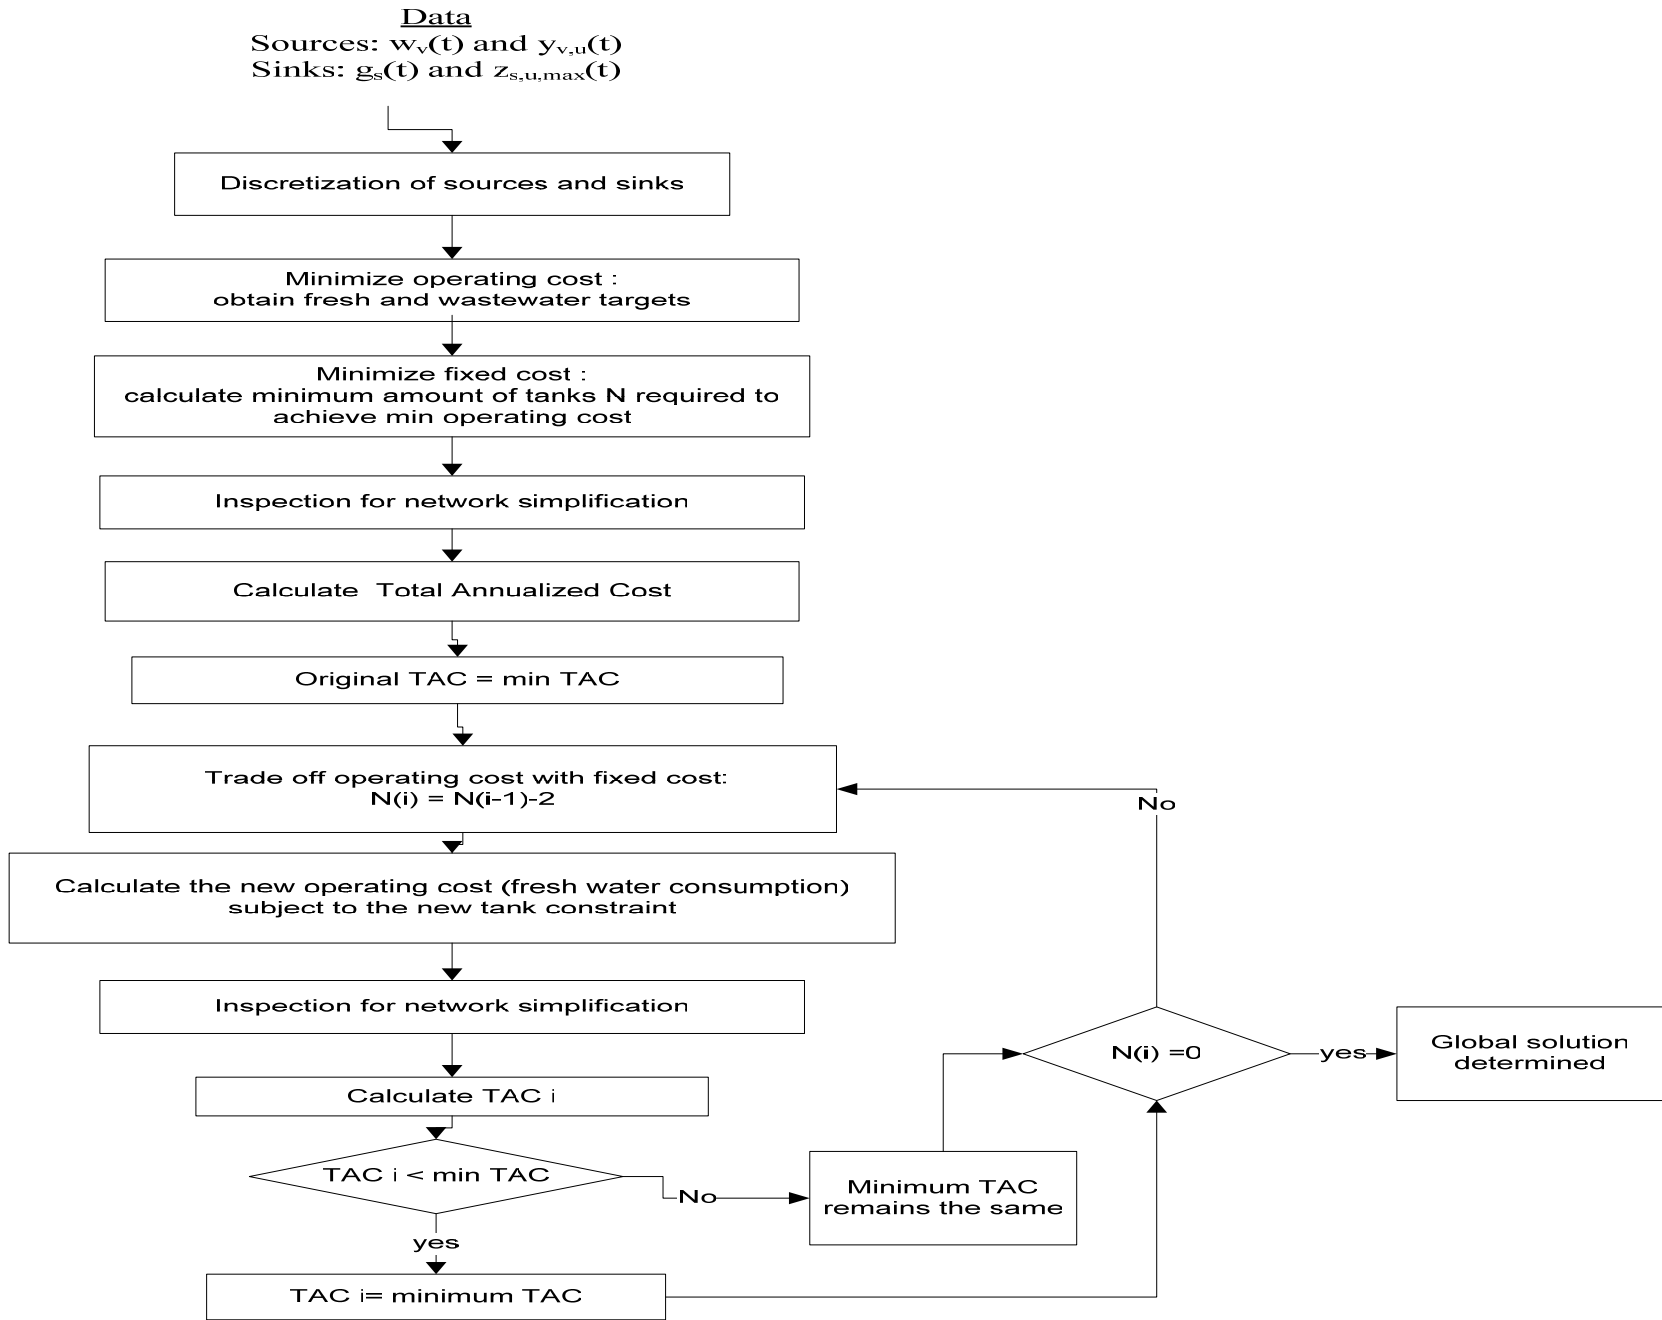 Data
Sources: wᵥ(t) and yᵥ,ᵤ(t)
Sinks: gₛ(t) and zₛ,ᵤ,ₘₐₓ(t)
Discretization of sources and sinks
Minimize operating cost :
obtain fresh and wastewater targets
Minimize fixed cost :
calculate minimum amount of tanks N required to
achieve min operating cost
Inspection for network simplification
Calculate Total Annualized Cost
Original TAC = min TAC
Trade off operating cost with fixed cost:
N(i) = N(i-1)-2
No
Calculate the new operating cost (fresh water consumption)
subject to the new tank constraint
Inspection for network simplification
N(i) =0
yes
Global solution
determined
Calculate TAC i
TAC i < min TAC
No
Minimum TAC
remains the same
yes
TAC i= minimum TAC